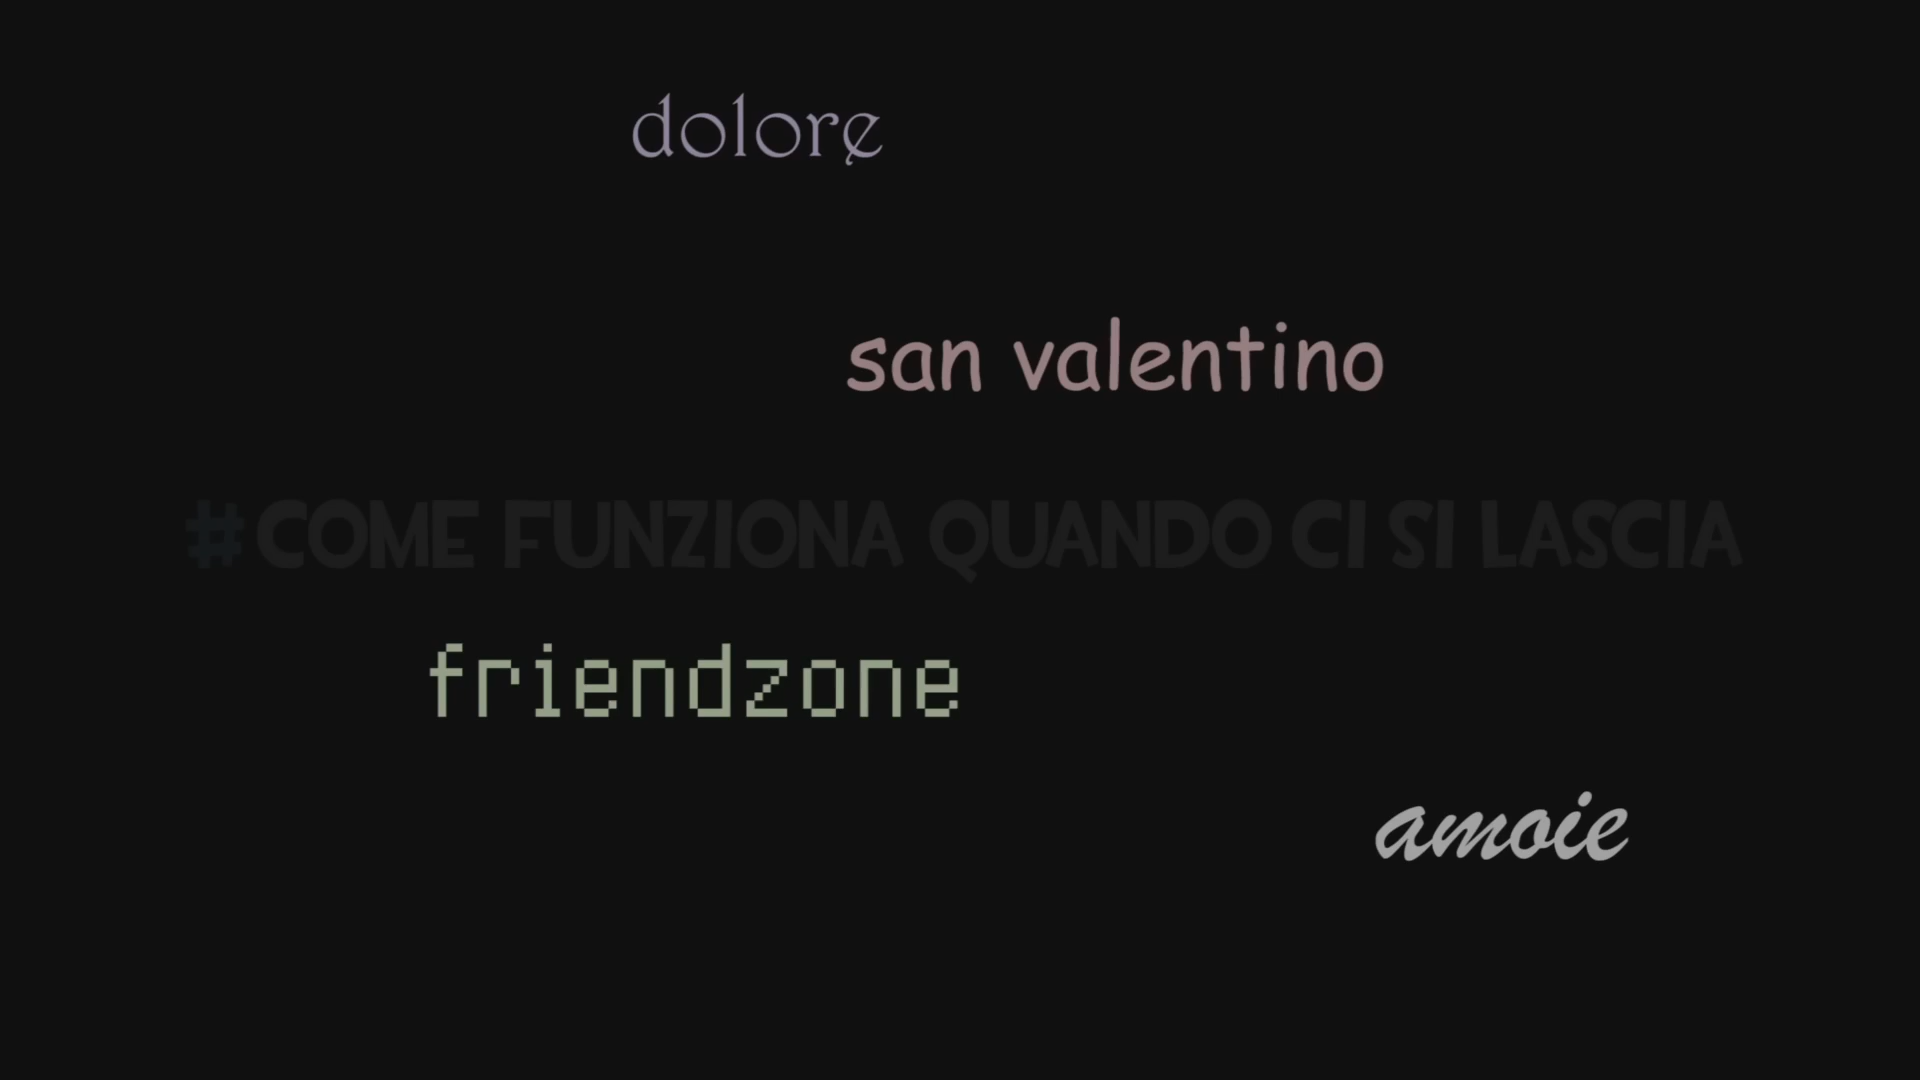 dolore
san valentino
#COME FUNZIONA QUANDO CI SI LASCIA
friendzone
amoie